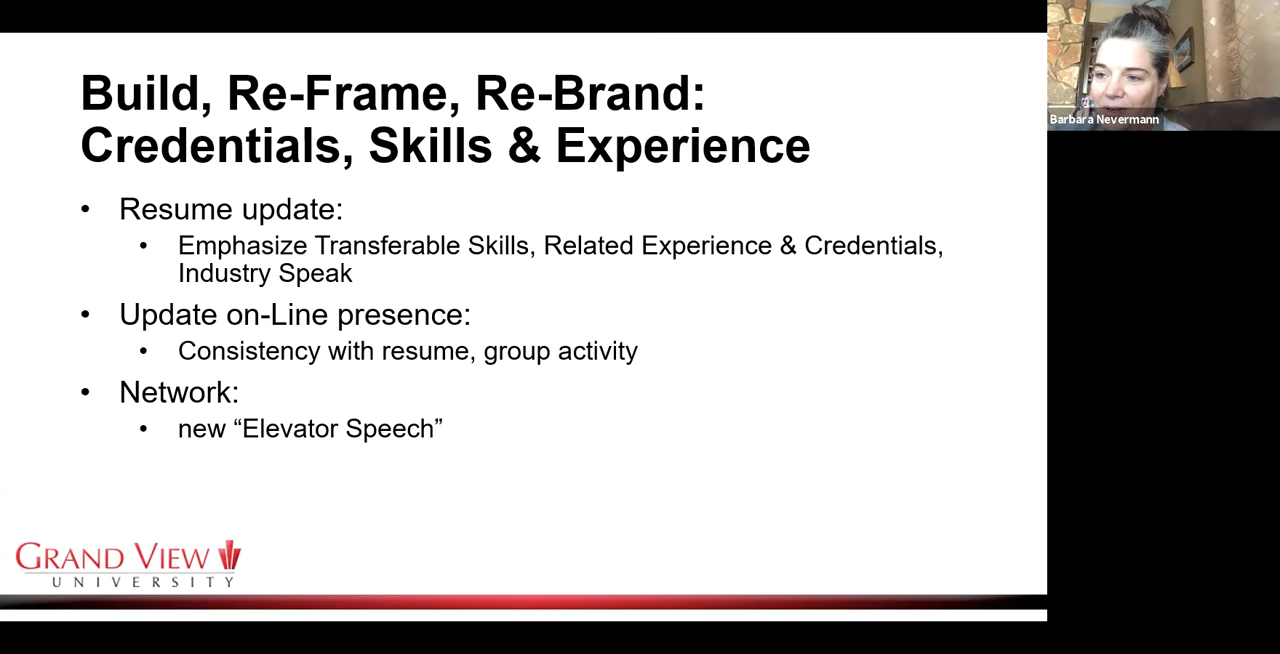 Build, Re-Frame, Re-Brand:
Credentials, Skills & Experience
• Resume update:
• Emphasize Transferable Skills, Related Experience & Credentials,
Industry Speak
• Update on-Line presence:
• Consistency with resume, group activity
• Network:
• new “Elevator Speech”
GRAND VIEW
UNIVERSITY
Barbara Nevermann